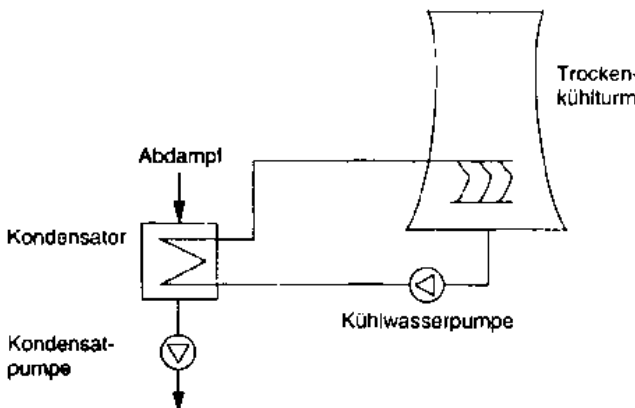 Trocken-
kühlturm
Abdampf
Kondensator
Kühlwasserpumpe
Kondensat-
pumpe